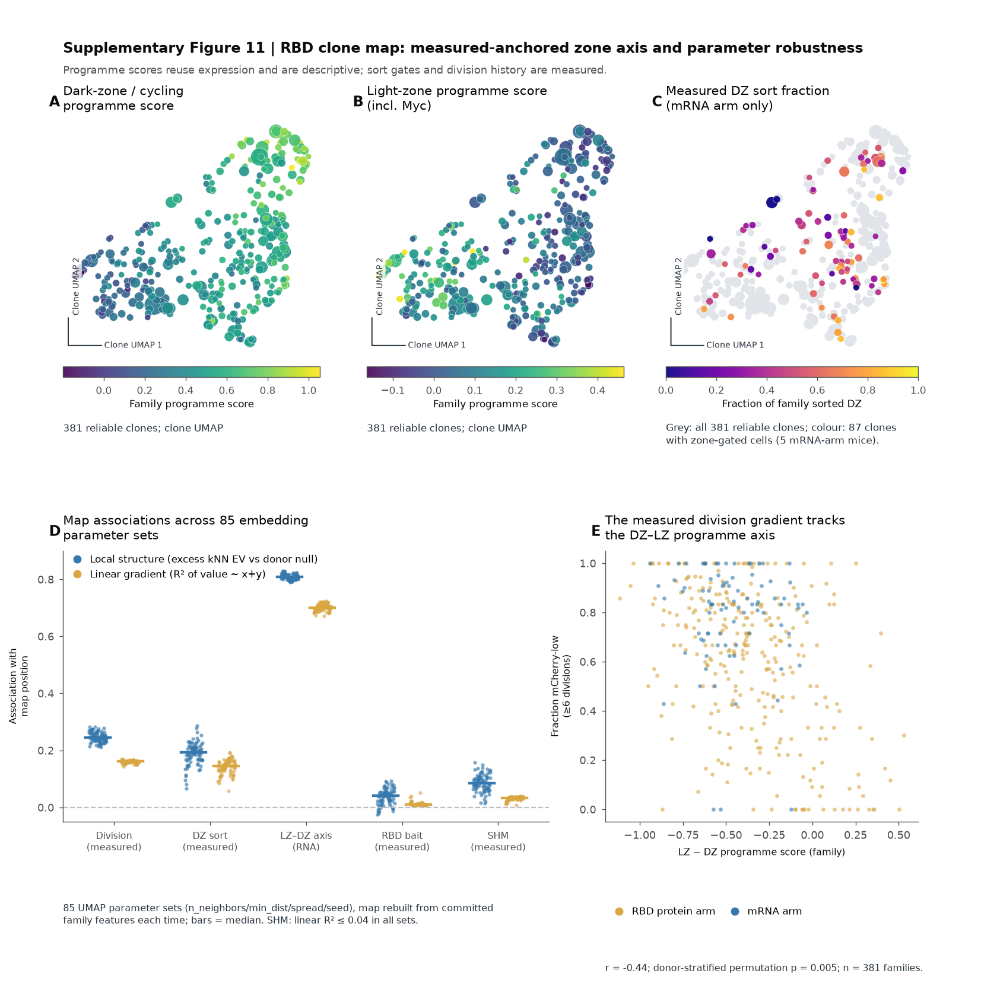 Supplementary Figure 11 | RBD clone map: measured-anchored zone axis and parameter robustness
Programme scores reuse expression and are descriptive; sort gates and division history are measured.
A
Dark-zone / cycling
programme score
Clone UMAP 2
Clone UMAP 1
0.0 0.2 0.4 0.6 0.8 1.0
Family programme score
381 reliable clones; clone UMAP
B
Light-zone programme score
(incl. Myc)
Clone UMAP 2
Clone UMAP 1
−0.1 0.0 0.1 0.2 0.3 0.4
Family programme score
381 reliable clones; clone UMAP
C
Measured DZ sort fraction
(mRNA arm only)
Clone UMAP 2
Clone UMAP 1
0.0 0.2 0.4 0.6 0.8 1.0
Fraction of family sorted DZ
Grey: all 381 reliable clones; colour: 87 clones
with zone-gated cells (5 mRNA-arm mice).
D
Map associations across 85 embedding
parameter sets
Local structure (excess kNN EV vs donor null)
Linear gradient (R² of value ~ x+y)
Association with
map position
0.8
0.6
0.4
0.2
0.0
Division
(measured)
DZ sort
(measured)
LZ–DZ axis
(RNA)
RBD bait
(measured)
SHM
(measured)
85 UMAP parameter sets (n_neighbors/min_dist/spread/seed), map rebuilt from committed
family features each time; bars = median. SHM: linear R² ≤ 0.04 in all sets.
E
The measured division gradient tracks
the DZ–LZ programme axis
Fraction mCherry-low
(≥6 divisions)
1.0
0.8
0.6
0.4
0.2
0.0
−1.00 −0.75 −0.50 −0.25 0.00 0.25 0.50
LZ − DZ programme score (family)
RBD protein arm
mRNA arm
r = -0.44; donor-stratified permutation p = 0.005; n = 381 families.